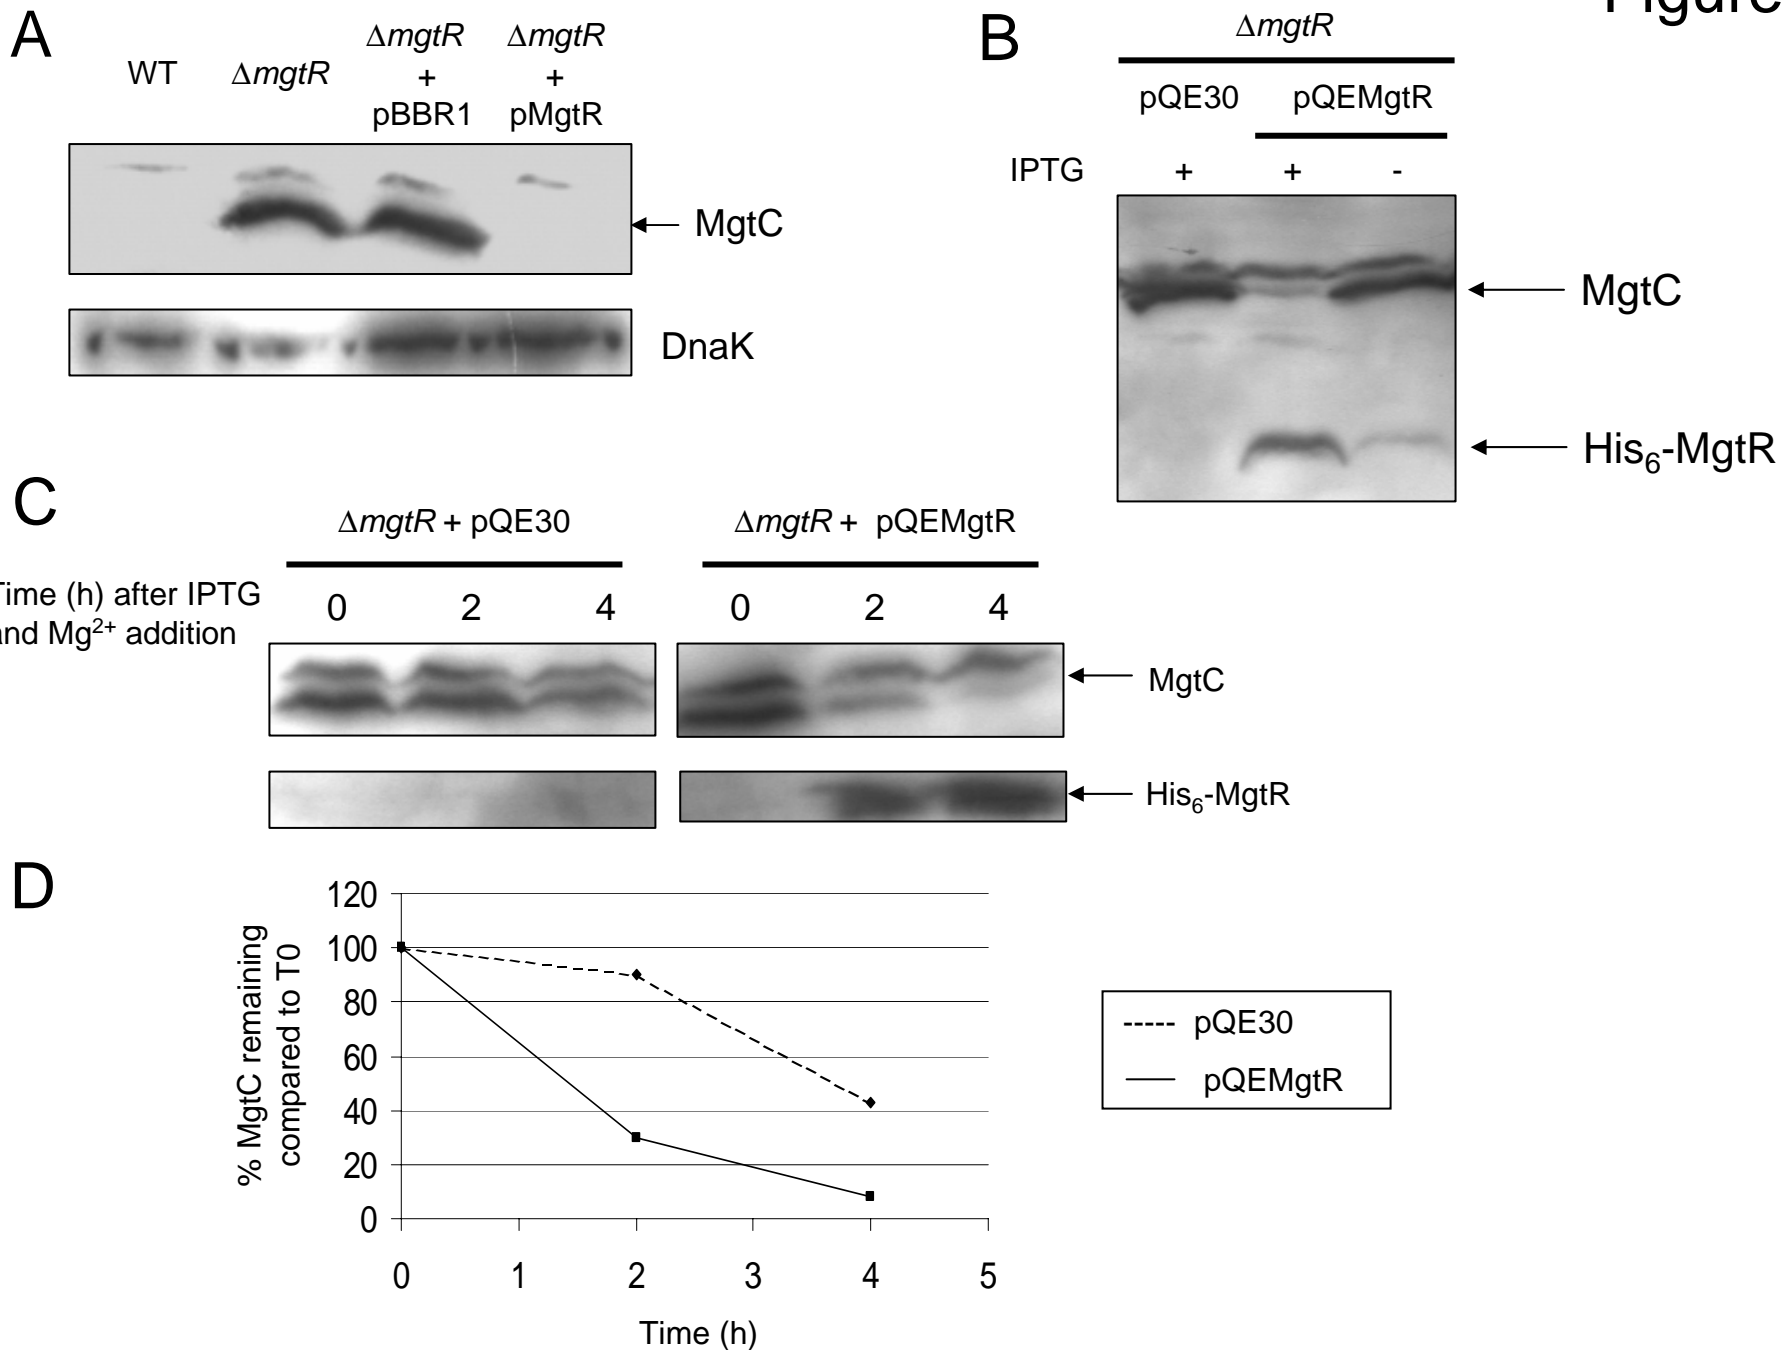 Figure
A
WT
ΔmgtR
ΔmgtR
+
pBBR1
ΔmgtR
+
pMgtR
MgtC
DnaK
B
ΔmgtR
pQE30
pQEMgtR
IPTG
+
+
-
MgtC
His6-MgtR
C
ΔmgtR + pQE30
ΔmgtR + pQEMgtR
Time (h) after IPTG
and Mg2+ addition
0
2
4
0
2
4
MgtC
His6-MgtR
D
% MgtC remaining
compared to T0
120
100
80
60
40
20
0
0
1
2
3
4
5
Time (h)
pQE30
pQEMgtR